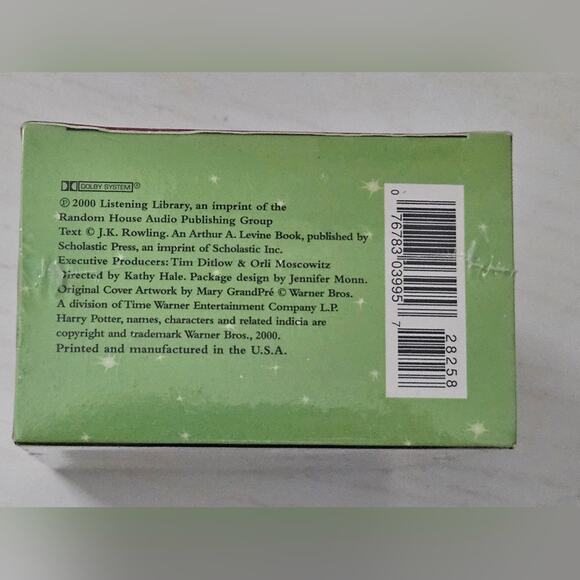 DOLBY SYSTEM®
℗ 2000 Listening Library, an imprint of the
Random House Audio Publishing Group
Text © J.K. Rowling. An Arthur A. Levine Book, published by
Scholastic Press, an imprint of Scholastic Inc.
Executive Producers: Tim Ditlow & Orli Moscowitz
Directed by Kathy Hale. Package design by Jennifer Monn.
Original Cover Artwork by Mary GrandPré © Warner Bros.
A division of Time Warner Entertainment Company L.P.
Harry Potter, names, characters and related indicia are
copyright and trademark Warner Bros., 2000.
Printed and manufactured in the U.S.A.
0 76783 03995 7
28258